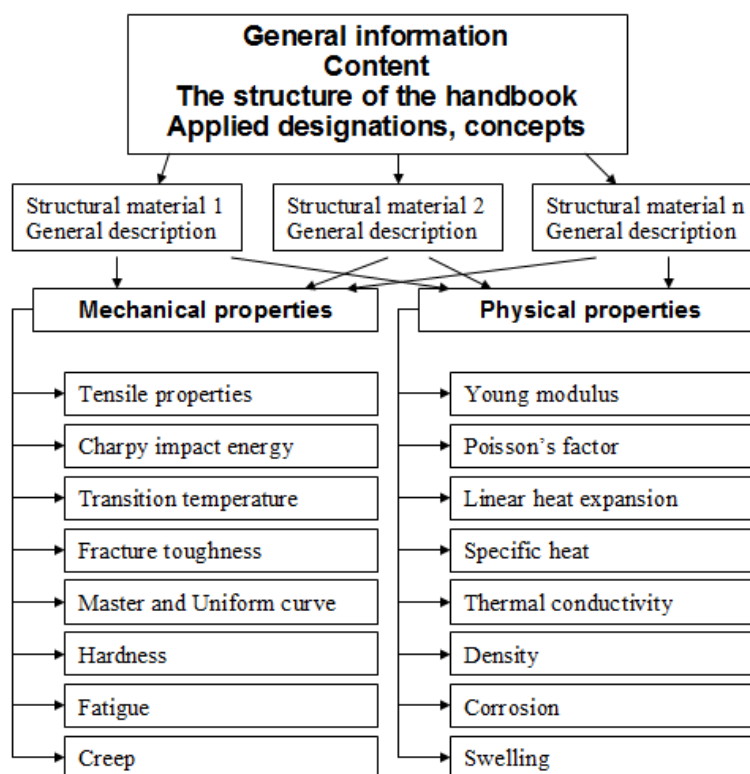 General information
Content
The structure of the handbook
Applied designations, concepts
Structural material 1
General description
Structural material 2
General description
Structural material n
General description
Mechanical properties
Physical properties
Tensile properties
Charpy impact energy
Transition temperature
Fracture toughness
Master and Uniform curve
Hardness
Fatigue
Creep
Young modulus
Poisson's factor
Linear heat expansion
Specific heat
Thermal conductivity
Density
Corrosion
Swelling